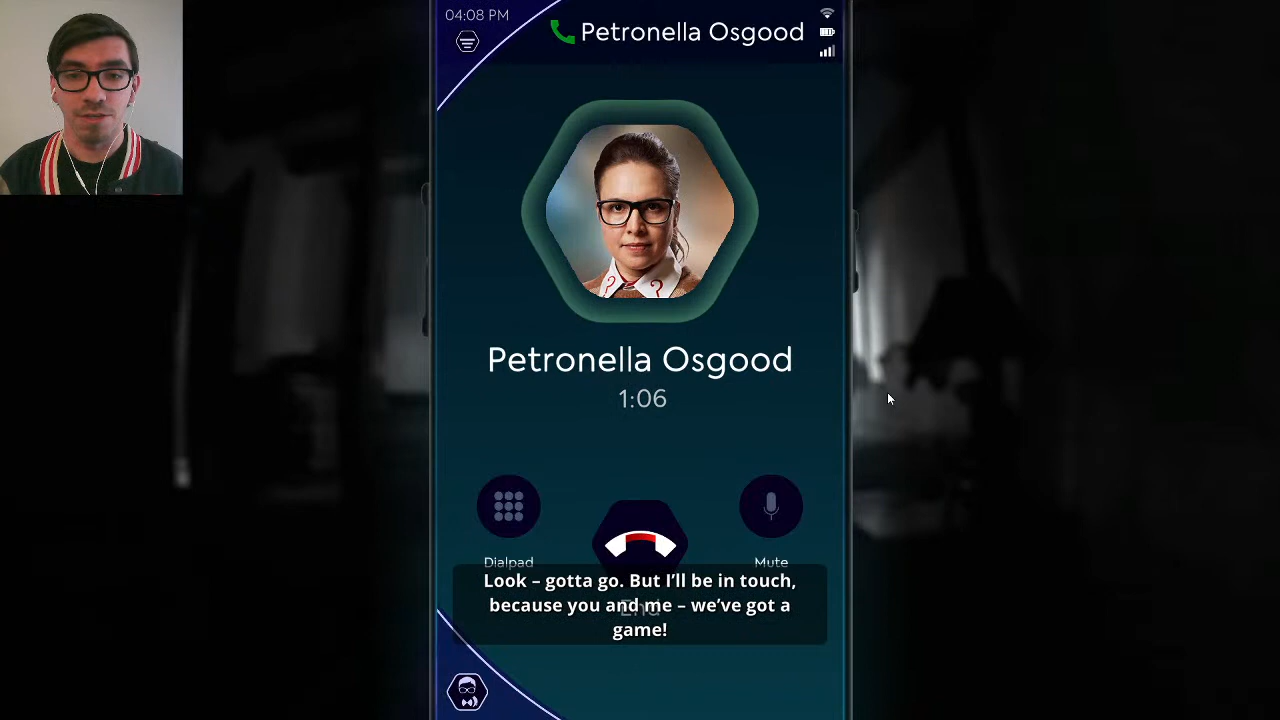 04:08 PM
Petronella Osgood
Petronella Osgood
1:06
Dialpad
Mute
End
Look – gotta go. But I'll be in touch,
because you and me – we've got a
game!